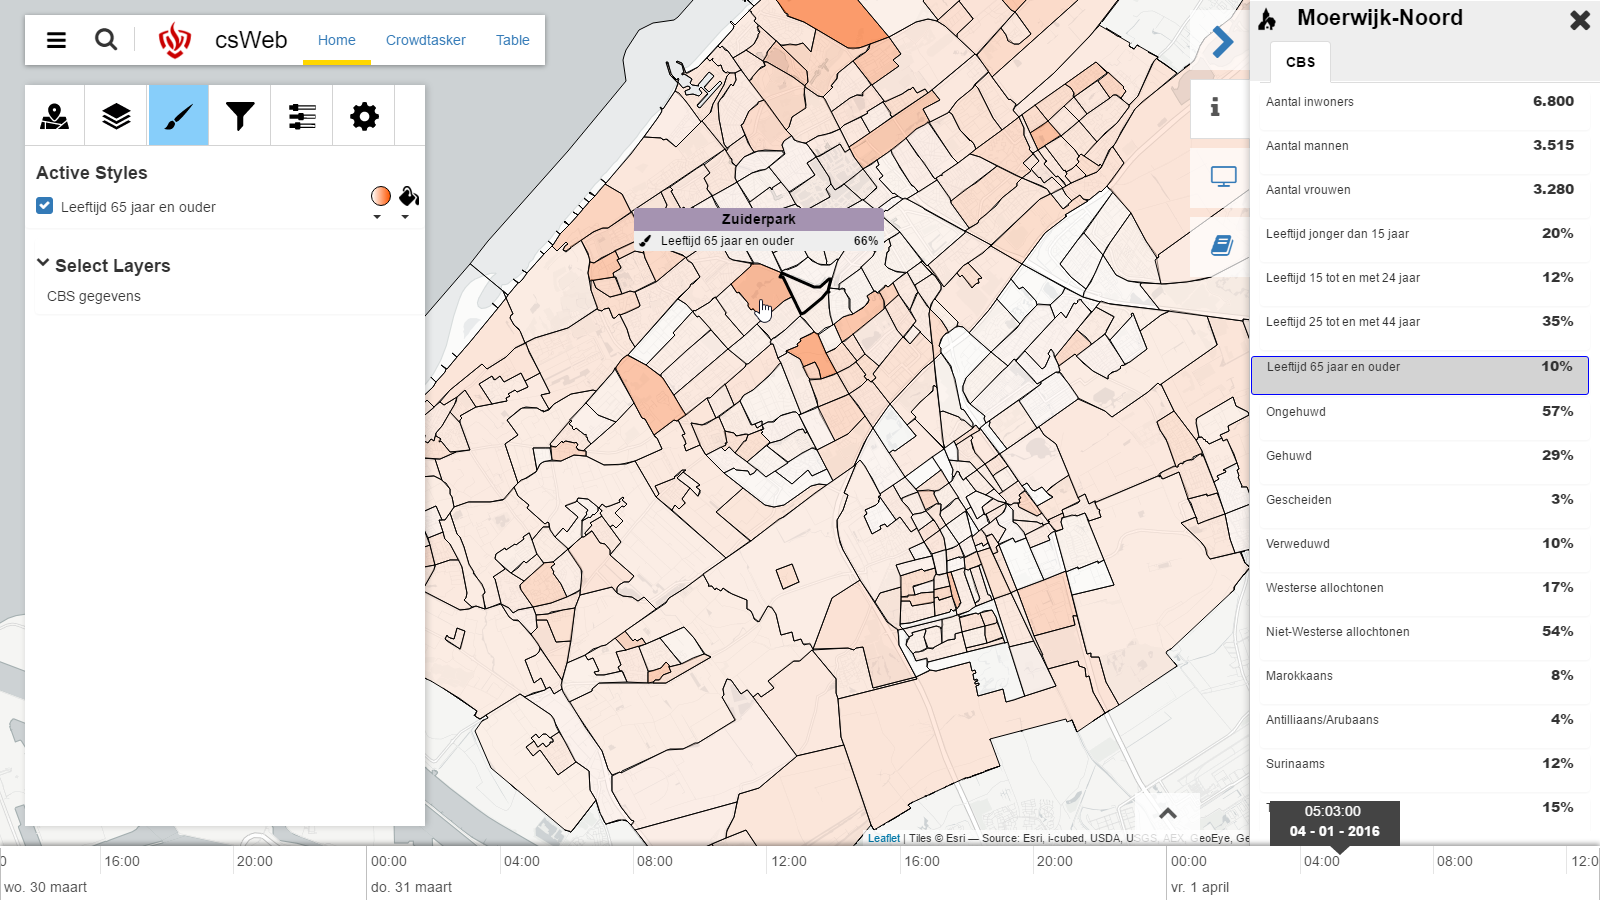 csWeb
Home
Crowdtasker
Table
Active Styles
Leeftijd 65 jaar en ouder
Select Layers
CBS gegevens
Zuiderpark
Leeftijd 65 jaar en ouder 66%
Moerwijk-Noord
CBS
Aantal inwoners 6.800
Aantal mannen 3.515
Aantal vrouwen 3.280
Leeftijd jonger dan 15 jaar 20%
Leeftijd 15 tot en met 24 jaar 12%
Leeftijd 25 tot en met 44 jaar 35%
Leeftijd 65 jaar en ouder 10%
Ongehuwd 57%
Gehuwd 29%
Gescheiden 3%
Verweduwd 10%
Westerse allochtonen 17%
Niet-Westerse allochtonen 54%
Marokkaans 8%
Antilliaans/Arubaans 4%
Surinaams 12%
15%
05:03:00
04 - 01 - 2016
Leaflet | Tiles © Esri — Source: Esri, i-cubed, USDA, USGS, AEX, GeoEye, Ge
0 16:00 20:00 00:00 04:00 08:00 12:00 16:00 20:00 00:00 04:00 08:00 12:0
wo. 30 maart do. 31 maart vr. 1 april